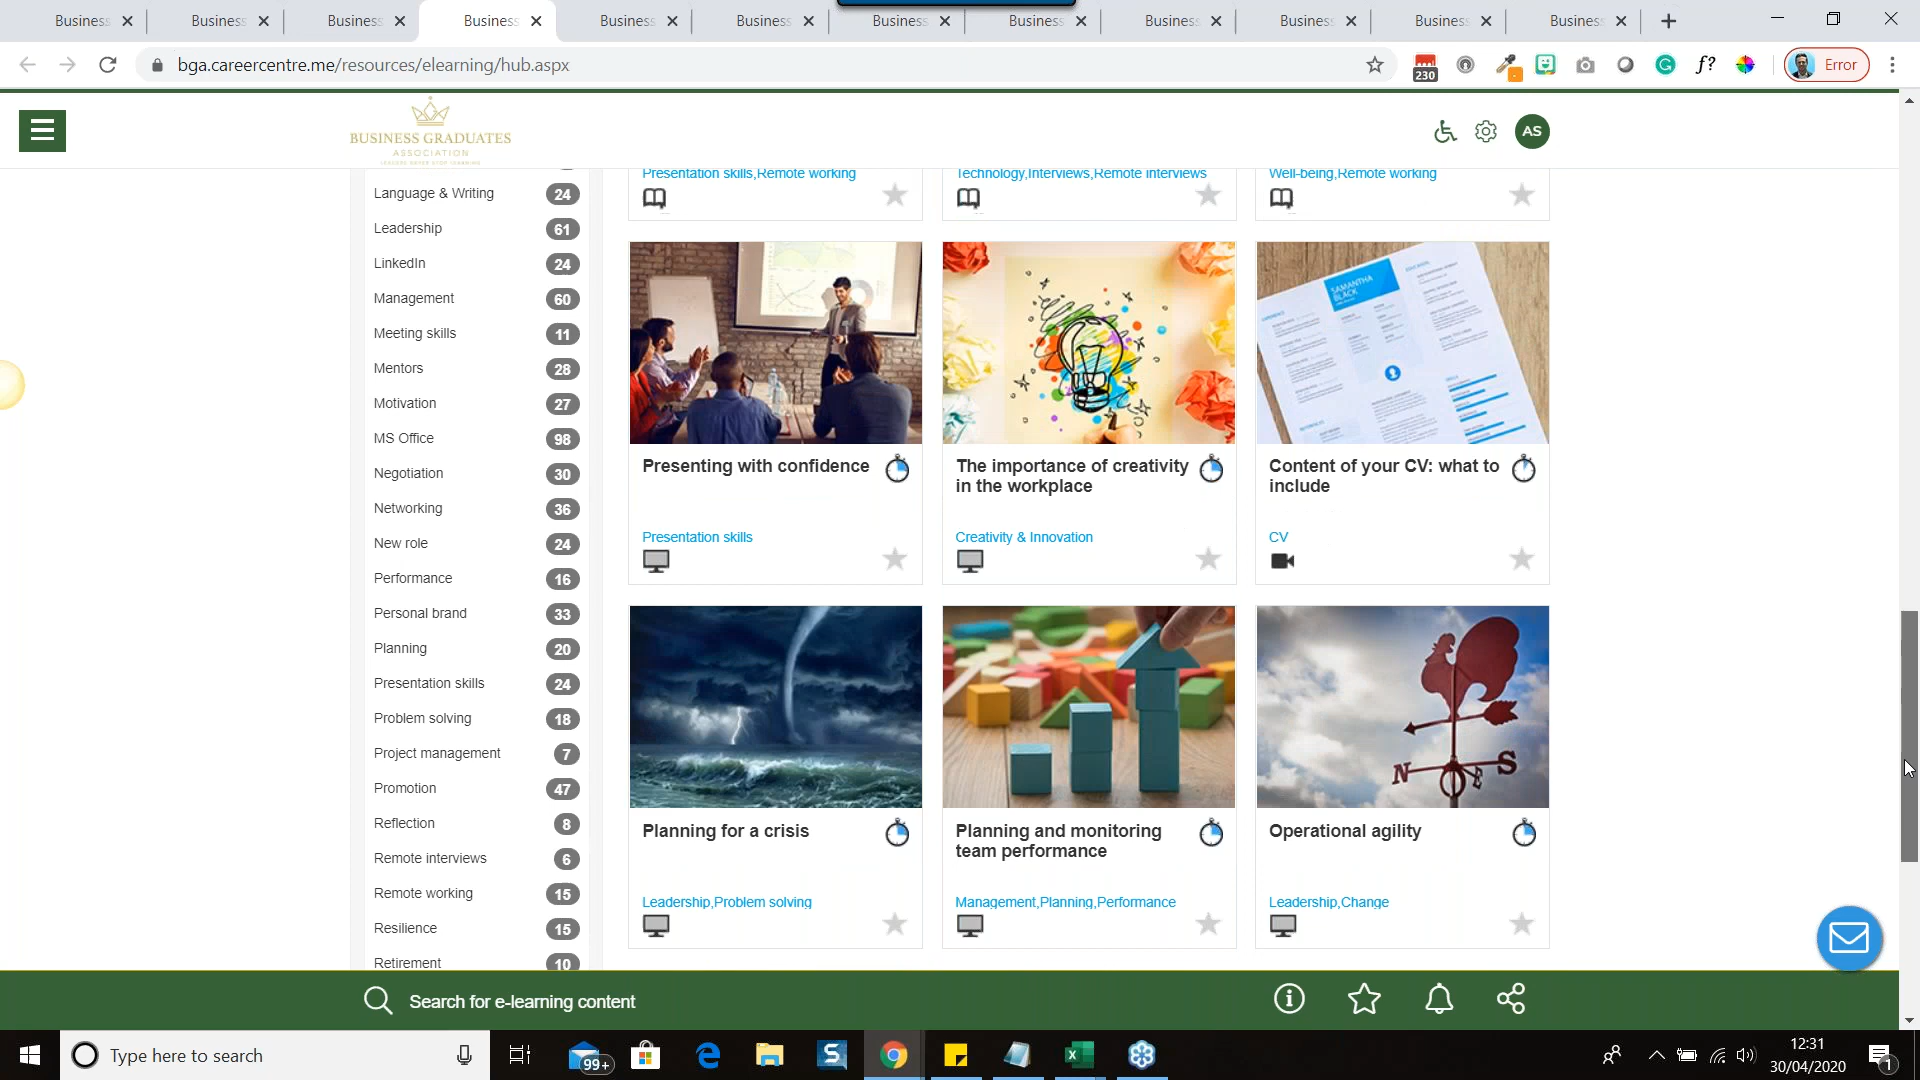 Business
Business
Business
Business
Business
Business
Business
Business
Business
Business
Business
Business
bga.careercentre.me/resources/elearning/hub.aspx
230
f?
Error
BUSINESS GRADUATES
ASSOCIATION
AS
Language & Writing 24
Leadership 61
LinkedIn 24
Management 60
Meeting skills 11
Mentors 28
Motivation 27
MS Office 98
Negotiation 30
Networking 36
New role 24
Performance 16
Personal brand 33
Planning 20
Presentation skills 24
Problem solving 18
Project management 7
Promotion 47
Reflection 8
Remote interviews 6
Remote working 15
Resilience 15
Retirement 10
Presentation skills,Remote working
Technology,Interviews,Remote interviews
Well-being,Remote working
SAMANTHA
BLACK
Presenting with confidence
Presentation skills
The importance of creativity
in the workplace
Creativity & Innovation
Content of your CV: what to
include
CV
N E S
Planning for a crisis
Leadership,Problem solving
Planning and monitoring
team performance
Management,Planning,Performance
Operational agility
Leadership,Change
Search for e-learning content
Type here to search
99+
12:31
30/04/2020
1